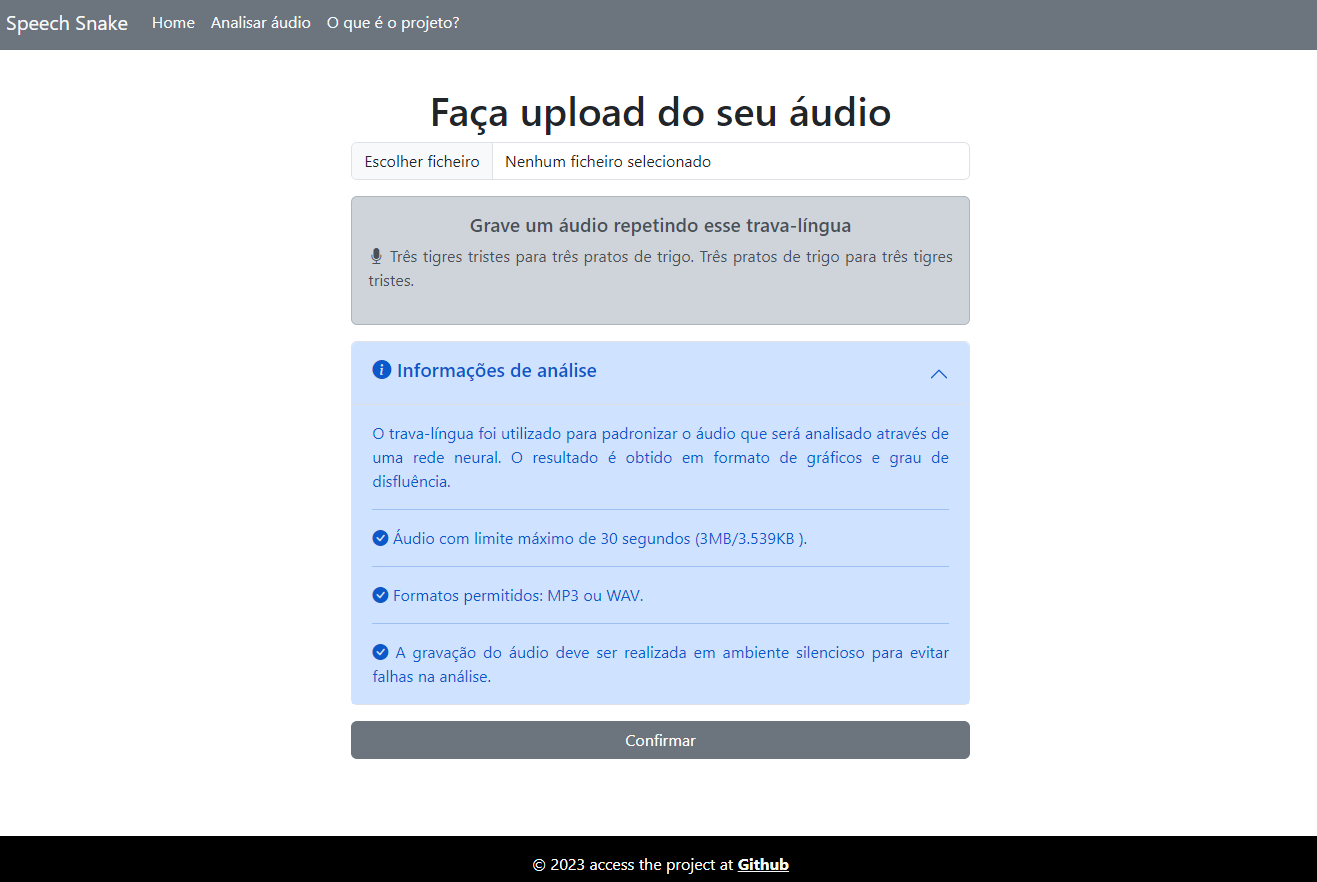 Speech Snake Home Analisar áudio O que é o projeto?
Faça upload do seu áudio
Escolher ficheiro Nenhum ficheiro selecionado
Grave um áudio repetindo esse trava-língua
Três tigres tristes para três pratos de trigo. Três pratos de trigo para três tigres
tristes.
Informações de análise
O trava-língua foi utilizado para padronizar o áudio que será analisado através de
uma rede neural. O resultado é obtido em formato de gráficos e grau de
disfluência.
Áudio com limite máximo de 30 segundos (3MB/3.539KB ).
Formatos permitidos: MP3 ou WAV.
A gravação do áudio deve ser realizada em ambiente silencioso para evitar
falhas na análise.
Confirmar
© 2023 access the project at Github